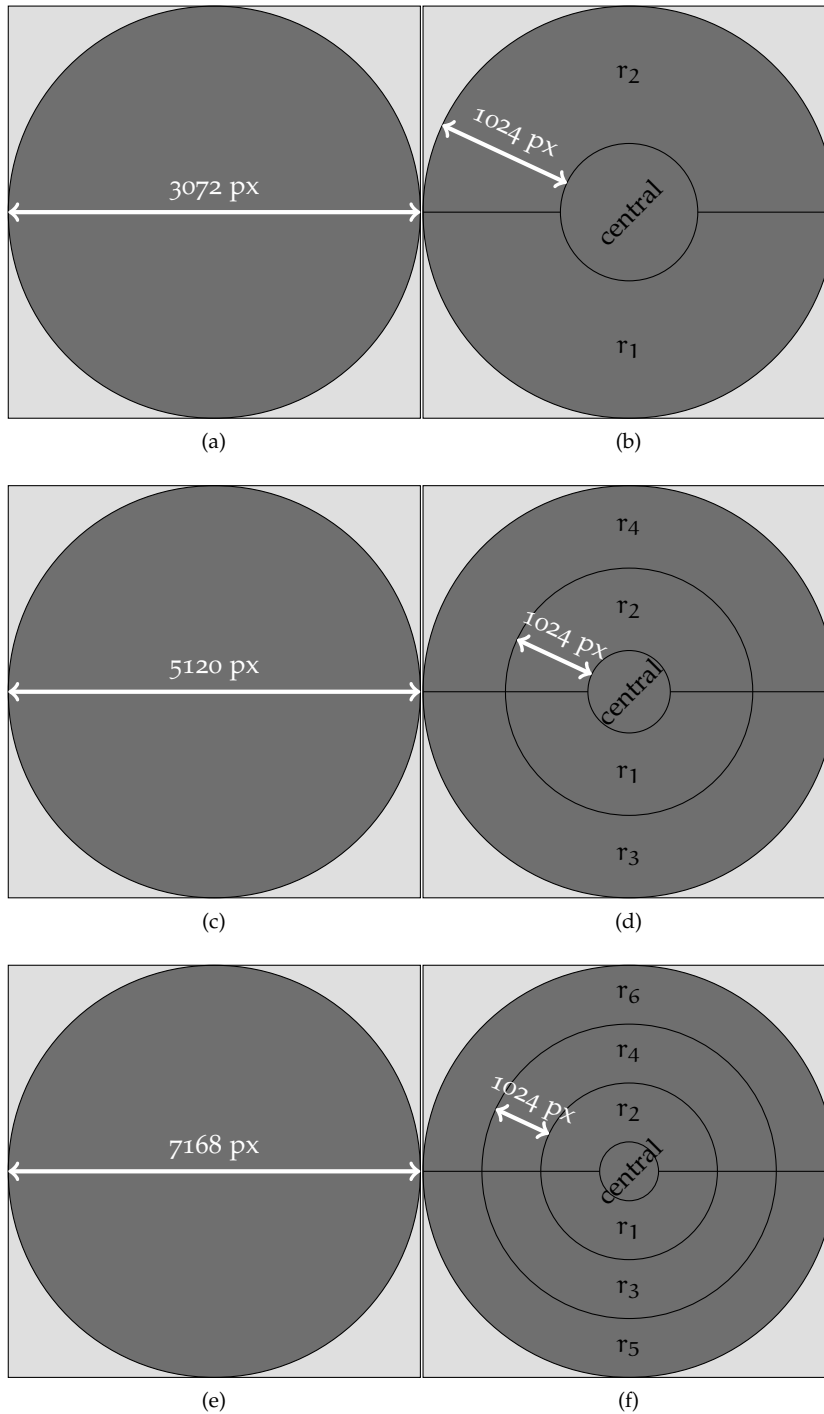 3072 px
r2
1024 px
central
r1
(a)
(b)
5120 px
r4
r2
1024 px
central
r1
r3
(c)
(d)
7168 px
r6
r4
1024 px
r2
central
r1
r3
r5
(e)
(f)